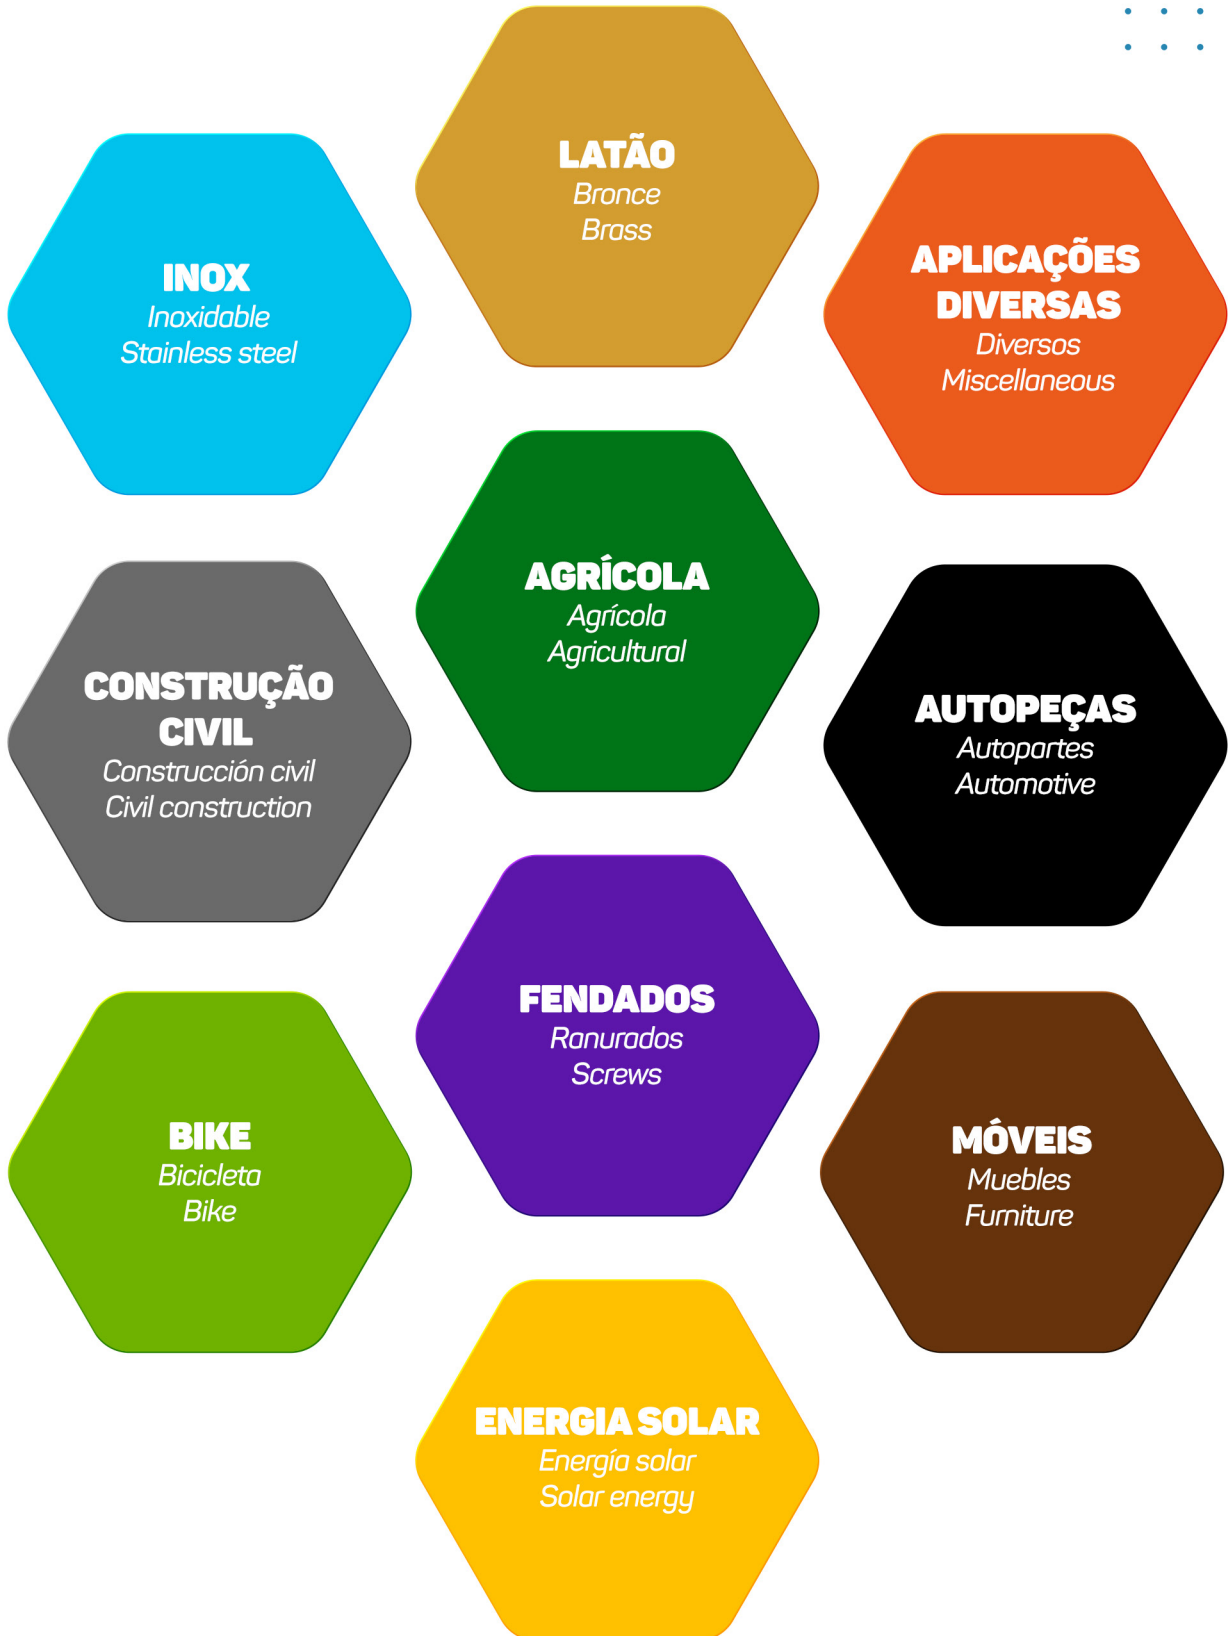 LATÃO
Bronce
Brass
INOX
Inoxidable
Stainless steel
APLICAÇÕES
DIVERSAS
Diversos
Miscellaneous
AGRÍCOLA
Agrícola
Agricultural
CONSTRUÇÃO
CIVIL
Construcción civil
Civil construction
AUTOPEÇAS
Autopartes
Automotive
FENDADOS
Ranurados
Screws
BIKE
Bicicleta
Bike
MÓVEIS
Muebles
Furniture
ENERGIA SOLAR
Energía solar
Solar energy